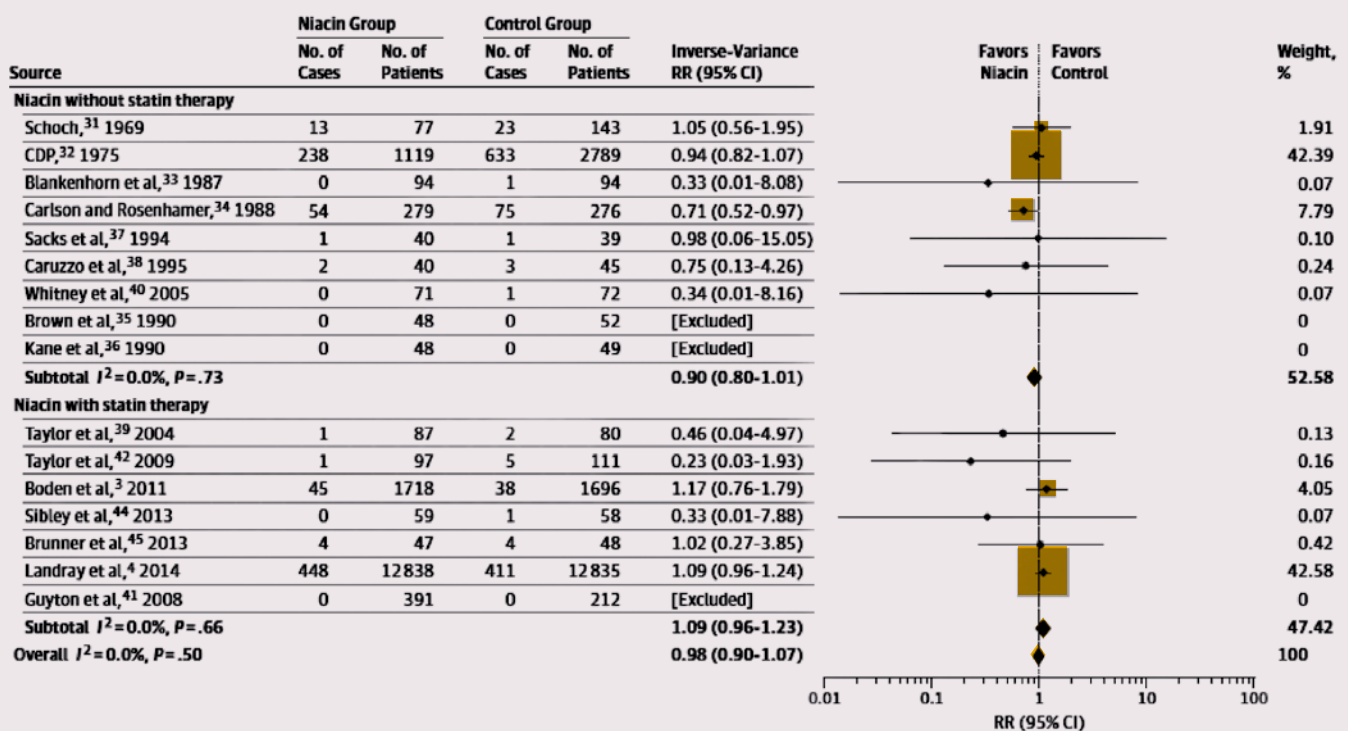 Niacin Group Control Group
No. of No. of No. of No. of Inverse-Variance Favors Favors Weight,
Source Cases Patients Cases Patients RR (95% CI) Niacin Control %
Niacin without statin therapy
Schoch,31 1969 13 77 23 143 1.05 (0.56-1.95) 1.91
CDP,32 1975 238 1119 633 2789 0.94 (0.82-1.07) 42.39
Blankenhorn et al,33 1987 0 94 1 94 0.33 (0.01-8.08) 0.07
Carlson and Rosenhamer,34 1988 54 279 75 276 0.71 (0.52-0.97) 7.79
Sacks et al,37 1994 1 40 1 39 0.98 (0.06-15.05) 0.10
Caruzzo et al,38 1995 2 40 3 45 0.75 (0.13-4.26) 0.24
Whitney et al,40 2005 0 71 1 72 0.34 (0.01-8.16) 0.07
Brown et al,35 1990 0 48 0 52 [Excluded] 0
Kane et al,36 1990 0 48 0 49 [Excluded] 0
Subtotal I2=0.0%, P=.73 0.90 (0.80-1.01) 52.58
Niacin with statin therapy
Taylor et al,39 2004 1 87 2 80 0.46 (0.04-4.97) 0.13
Taylor et al,42 2009 1 97 5 111 0.23 (0.03-1.93) 0.16
Boden et al,3 2011 45 1718 38 1696 1.17 (0.76-1.79) 4.05
Sibley et al,44 2013 0 59 1 58 0.33 (0.01-7.88) 0.07
Brunner et al,45 2013 4 47 4 48 1.02 (0.27-3.85) 0.42
Landray et al,4 2014 448 12838 411 12835 1.09 (0.96-1.24) 42.58
Guyton et al,41 2008 0 391 0 212 [Excluded] 0
Subtotal I2=0.0%, P=.66 1.09 (0.96-1.23) 47.42
Overall I2=0.0%, P=.50 0.98 (0.90-1.07) 100
0.01 0.1 1 10 100
RR (95% CI)